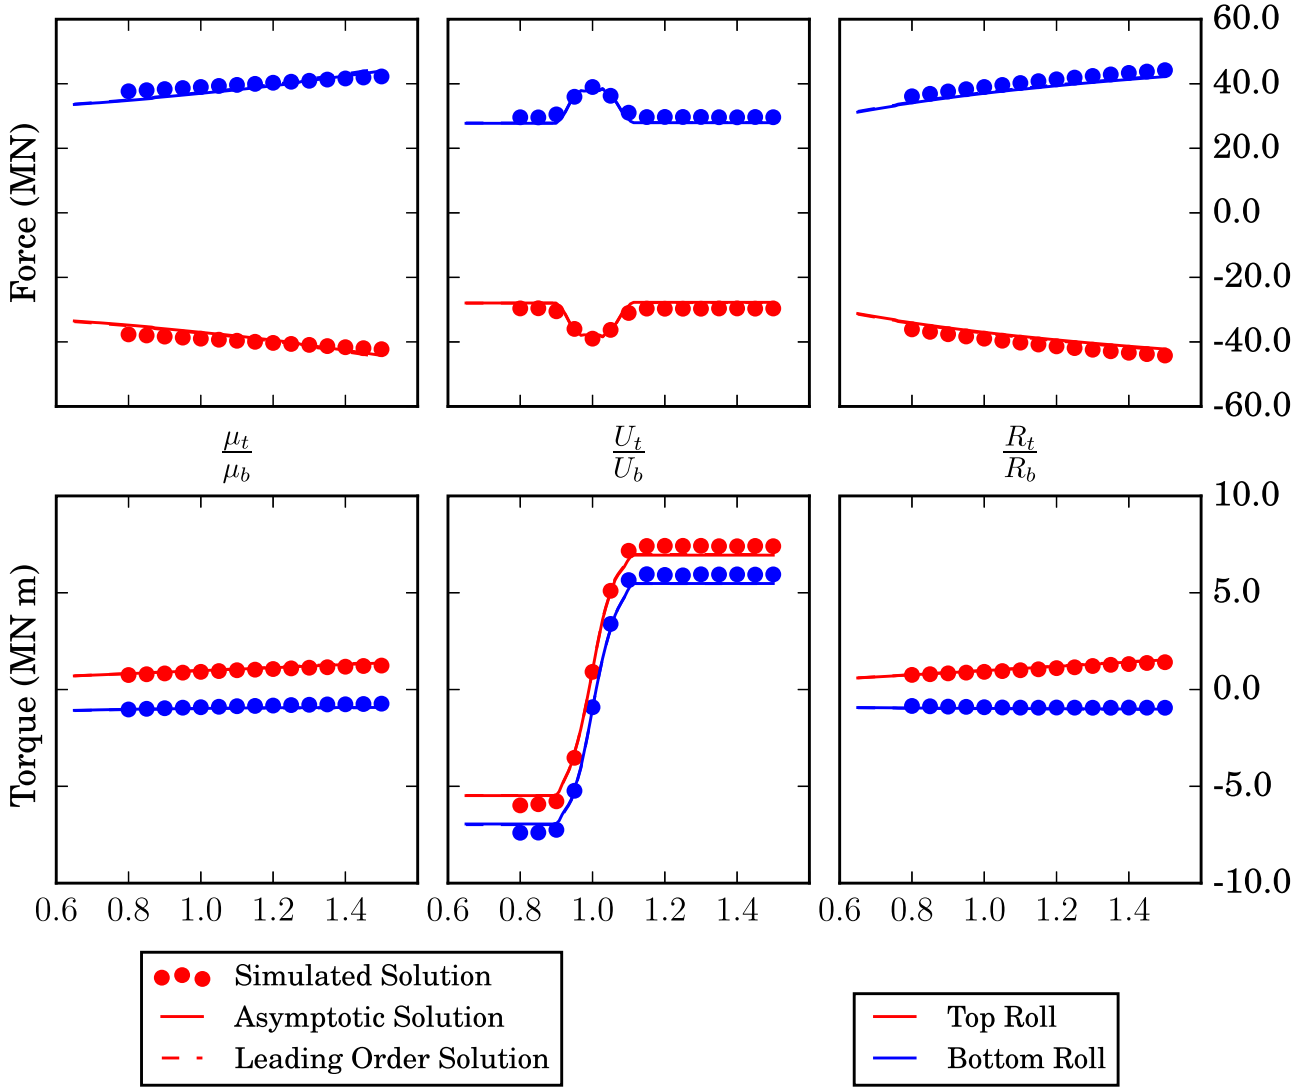 Force (MN)
60.0
40.0
20.0
0.0
-20.0
-40.0
-60.0
μt/μb
Ut/Ub
Rt/Rb
Torque (MN m)
10.0
5.0
0.0
-5.0
-10.0
0.6 0.8 1.0 1.2 1.4
0.6 0.8 1.0 1.2 1.4
0.6 0.8 1.0 1.2 1.4
Simulated Solution
Asymptotic Solution
Leading Order Solution
Top Roll
Bottom Roll